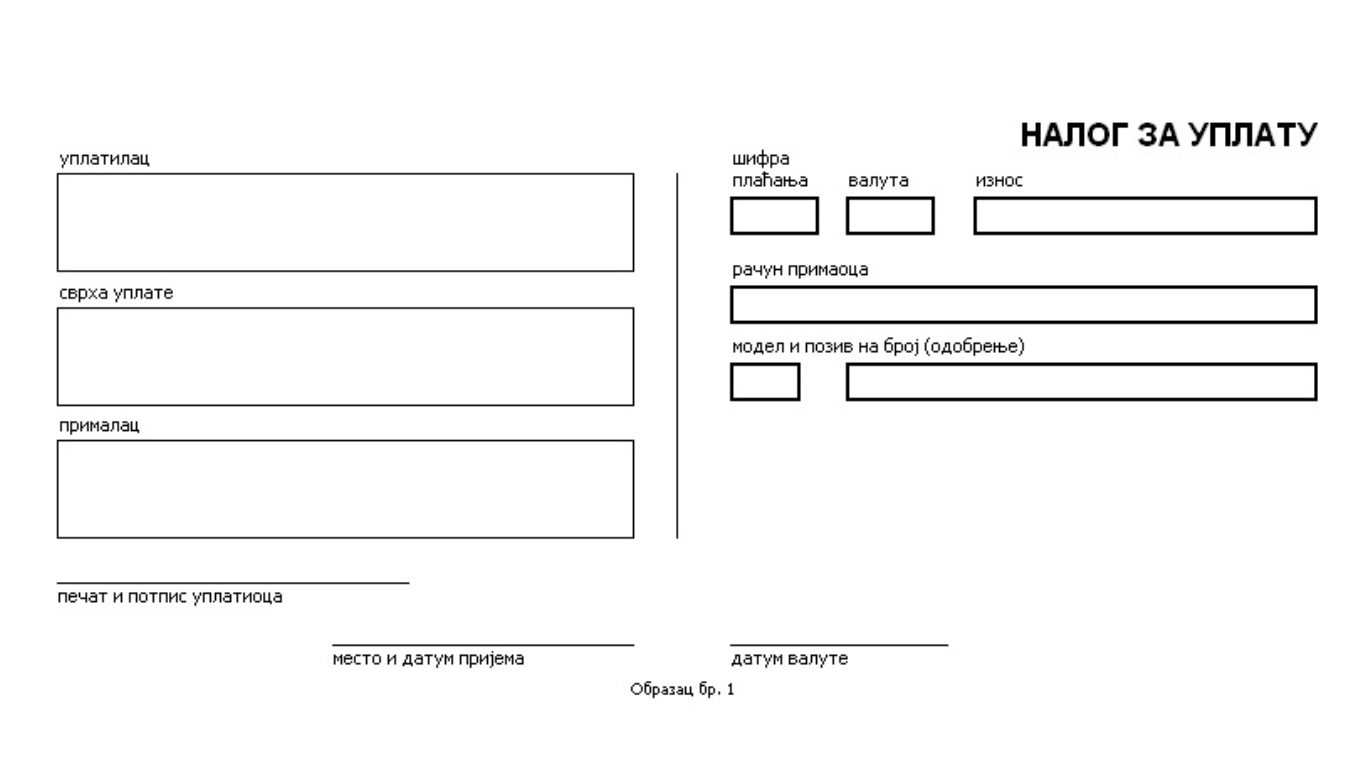 НАЛОГ ЗА УПЛАТУ
уплатилац
сврха уплате
прималац
печат и потпис уплатиоца
место и датум пријема
шифра
плаћања
валута
износ
рачун примаоца
модел и позив на број (одобрење)
датум валуте
Образац бр. 1